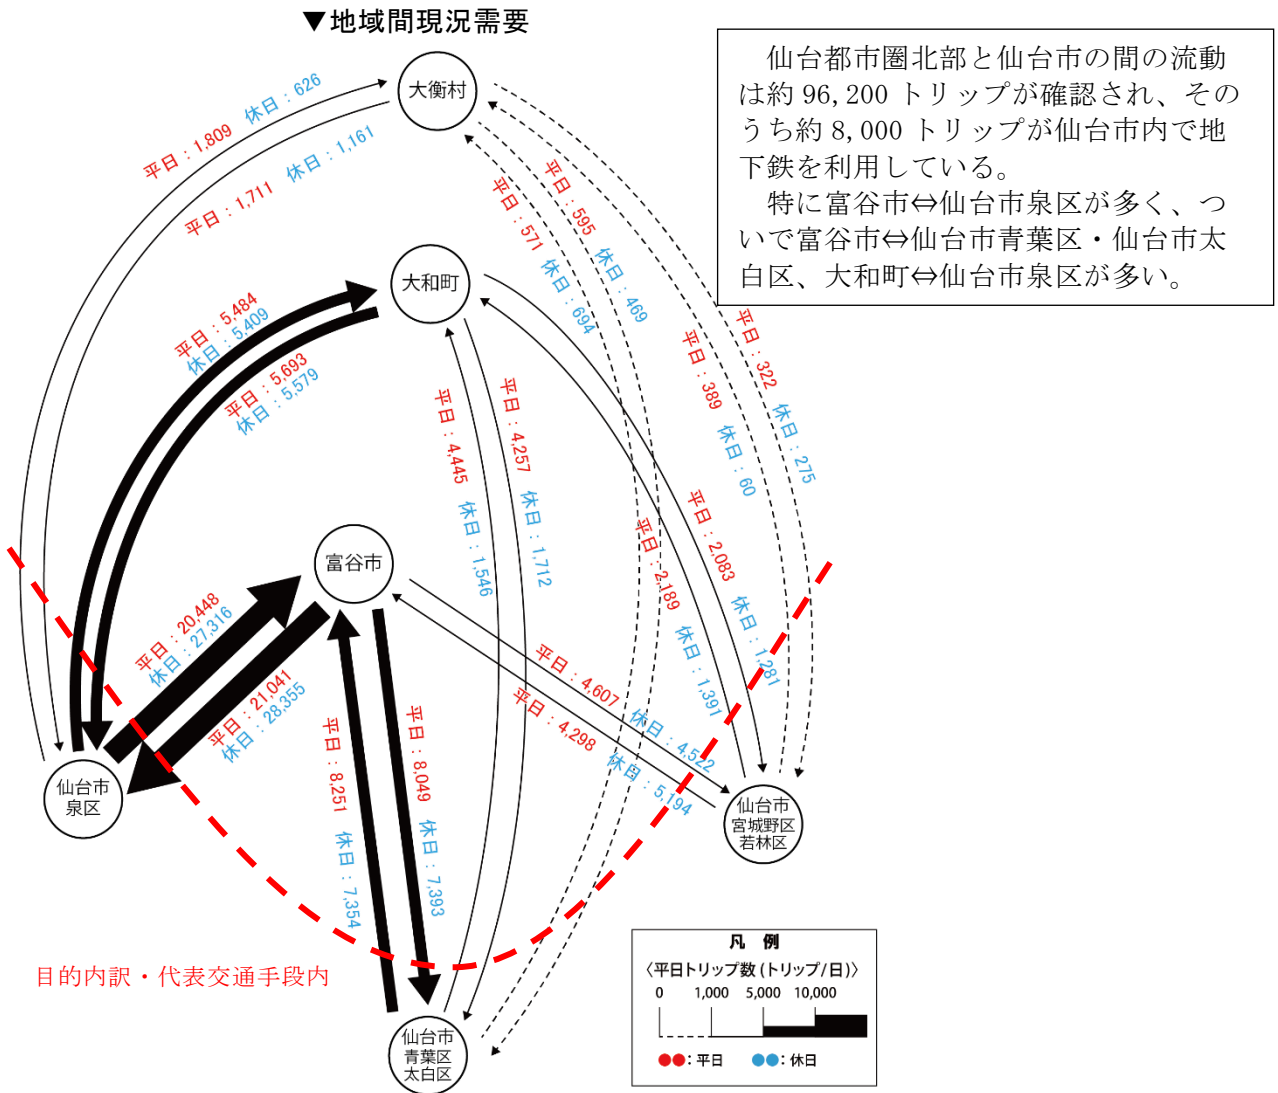 ▼地域間現況需要
仙台都市圏北部と仙台市の間の流動
は約 96,200 トリップが確認され、その
うち約 8,000 トリップが仙台市内で地
下鉄を利用している。
特に富谷市⇔仙台市泉区が多く、つ
いで富谷市⇔仙台市青葉区・仙台市太
白区、大和町⇔仙台市泉区が多い。
大衡村
平日：1,809 休日：626
平日：1,711 休日：1,161
平日：571 休日：694
平日：595 休日：469
平日：389 休日：60
平日：322 休日：275
大和町
平日：5,484
休日：5,409
平日：5,693
休日：5,579
平日：4,445 休日：1,546
平日：4,257 休日：1,712
平日：2,189 休日：1,391
平日：2,083 休日：1,281
富谷市
平日：20,448
休日：27,316
平日：21,041
休日：28,355
平日：8,251 休日：7,354
平日：8,049 休日：7,393
平日：4,607 休日：4,522
平日：4,298 休日：5,194
仙台市
泉区
仙台市
宮城野区
若林区
仙台市
青葉区
太白区
目的内訳・代表交通手段内
凡 例
〈平日トリップ数(トリップ/日)〉
0 1,000 5,000 10,000
●●：平日 ●●：休日